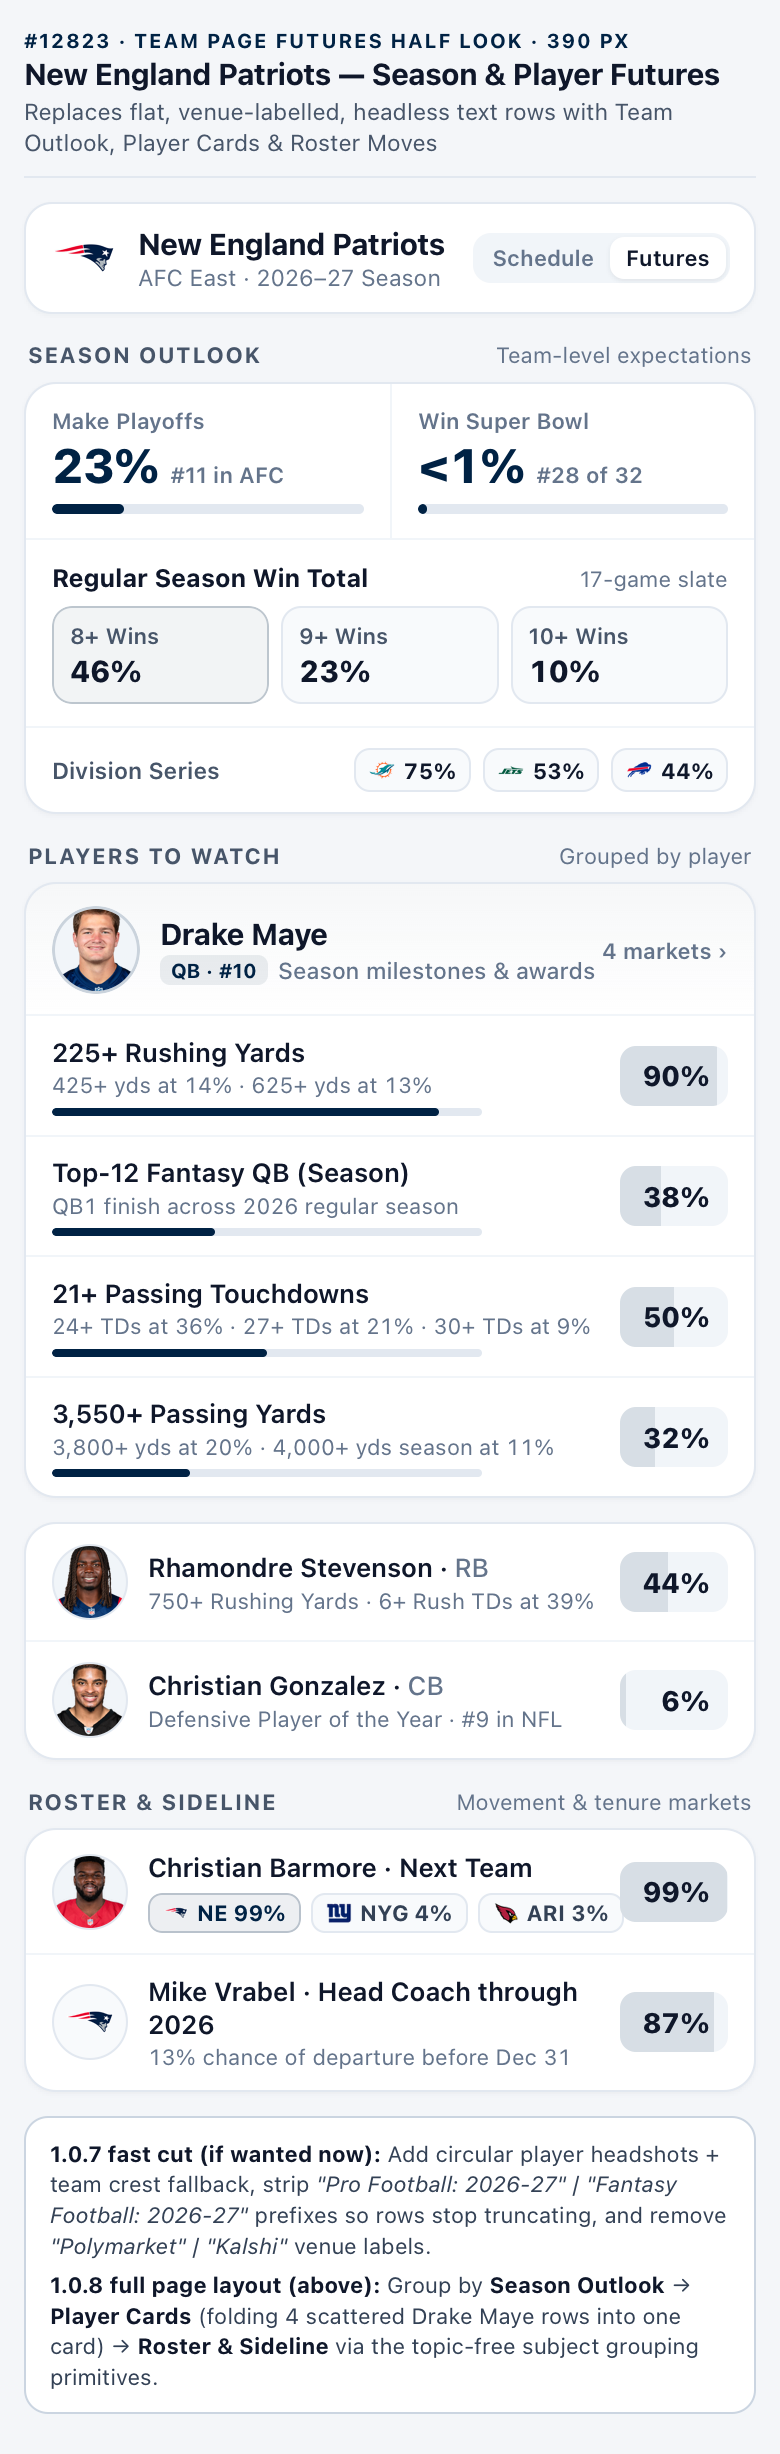 #12823 · TEAM PAGE FUTURES HALF LOOK · 390 PX
New England Patriots — Season & Player Futures
Replaces flat, venue-labelled, headless text rows with Team
Outlook, Player Cards & Roster Moves
New England Patriots
AFC East · 2026–27 Season
Schedule
Futures
SEASON OUTLOOK
Team-level expectations
Make Playoffs
23% #11 in AFC
Win Super Bowl
<1% #28 of 32
Regular Season Win Total
17-game slate
8+ Wins
46%
9+ Wins
23%
10+ Wins
10%
Division Series
75%
JETS 53%
44%
PLAYERS TO WATCH
Grouped by player
Drake Maye
QB · #10 Season milestones & awards
4 markets ›
225+ Rushing Yards
425+ yds at 14% · 625+ yds at 13%
90%
Top-12 Fantasy QB (Season)
QB1 finish across 2026 regular season
38%
21+ Passing Touchdowns
24+ TDs at 36% · 27+ TDs at 21% · 30+ TDs at 9%
50%
3,550+ Passing Yards
3,800+ yds at 20% · 4,000+ yds season at 11%
32%
Rhamondre Stevenson · RB
750+ Rushing Yards · 6+ Rush TDs at 39%
44%
Christian Gonzalez · CB
Defensive Player of the Year · #9 in NFL
6%
ROSTER & SIDELINE
Movement & tenure markets
Christian Barmore · Next Team
NE 99%
ny NYG 4%
ARI 3%
99%
Mike Vrabel · Head Coach through
2026
13% chance of departure before Dec 31
87%
1.0.7 fast cut (if wanted now): Add circular player headshots +
team crest fallback, strip "Pro Football: 2026-27" / "Fantasy
Football: 2026-27" prefixes so rows stop truncating, and remove
"Polymarket" / "Kalshi" venue labels.
1.0.8 full page layout (above): Group by Season Outlook →
Player Cards (folding 4 scattered Drake Maye rows into one
card) → Roster & Sideline via the topic-free subject grouping
primitives.